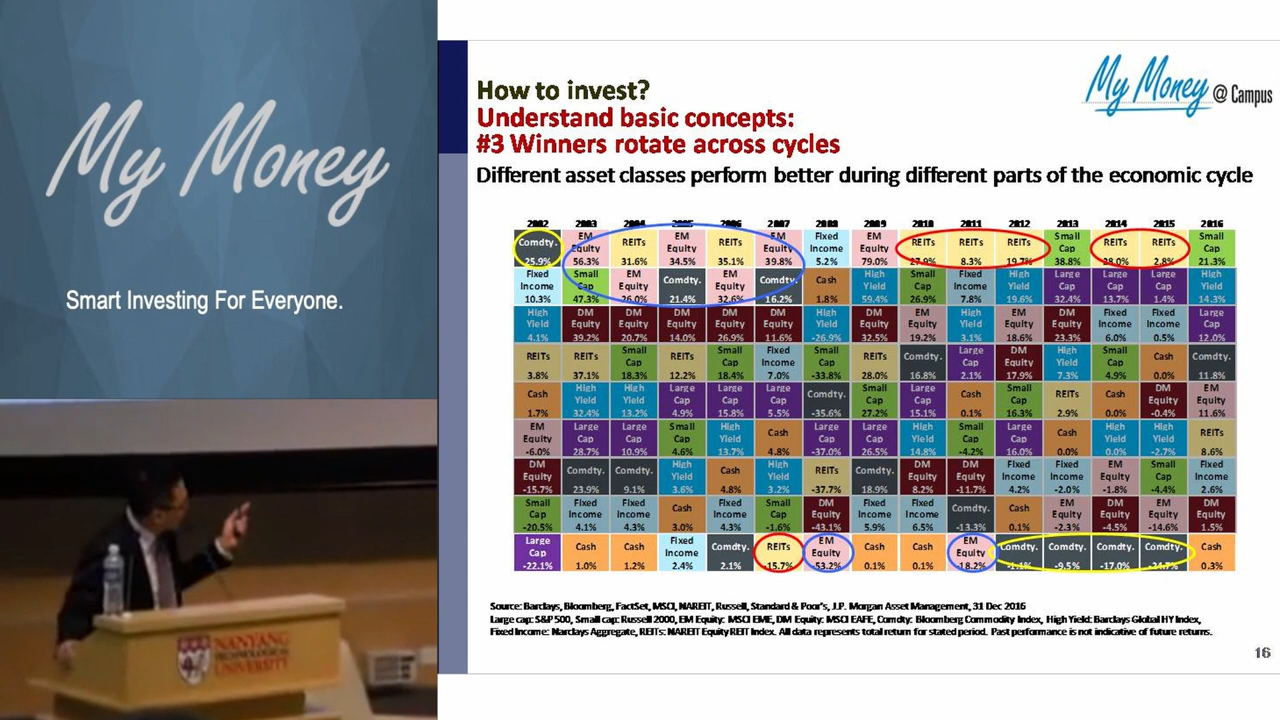 My Money
Smart Investing For Everyone.
NANYANG
TECHNOLOGICAL
UNIVERSITY
My Money @ Campus
How to invest?
Understand basic concepts:
#3 Winners rotate across cycles
Different asset classes perform better during different parts of the economic cycle
2002 2003 2004 2005 2006 2007 2008 2009 2010 2011 2012 2013 2014 2015 2016
Comdty. EM Equity REITs EM Equity REITs EM Equity Fixed Income EM Equity REITs REITs REITs Small Cap REITs REITs Small Cap
25.9% 56.3% 31.6% 34.5% 35.1% 39.8% 5.2% 79.0% 27.9% 8.3% 19.7% 38.8% 28.0% 2.8% 21.3%
Fixed Income Small Cap EM Equity Comdty. EM Equity Comdty. Cash High Yield Small Cap Fixed Income High Yield Large Cap Large Cap Large Cap High Yield
10.3% 47.3% 26.0% 21.4% 32.6% 16.2% 1.8% 59.4% 26.9% 7.8% 19.6% 32.4% 13.7% 1.4% 14.3%
High Yield DM Equity DM Equity DM Equity DM Equity DM Equity High Yield DM Equity EM Equity High Yield EM Equity DM Equity Fixed Income Fixed Income Large Cap
4.1% 39.2% 20.7% 14.0% 26.9% 11.6% -26.9% 32.5% 19.2% 3.1% 18.6% 23.3% 6.0% 0.5% 12.0%
REITs REITs Small Cap REITs Small Cap Fixed Income Small Cap REITs Comdty. Large Cap DM Equity High Yield Small Cap Cash Comdty.
3.8% 37.1% 18.3% 12.2% 18.4% 7.0% -33.8% 28.0% 16.8% 2.1% 17.9% 7.3% 4.9% 0.0% 11.8%
Cash High Yield High Yield Large Cap Large Cap Large Cap Comdty. Small Cap Large Cap Cash Small Cap REITs Cash DM Equity EM Equity
1.7% 32.4% 13.2% 4.9% 15.8% 5.5% -35.6% 27.2% 15.1% 0.1% 16.3% 2.9% 0.0% -0.4% 11.6%
EM Equity Large Cap Large Cap Small Cap High Yield Cash Large Cap Large Cap High Yield Small Cap Large Cap Cash High Yield High Yield REITs
-6.0% 28.7% 10.9% 4.6% 13.7% 4.8% -37.0% 26.5% 14.8% -4.2% 16.0% 0.0% 0.0% -2.7% 8.6%
DM Equity Comdty. Comdty. High Yield Cash High Yield REITs Comdty. DM Equity DM Equity Fixed Income Fixed Income EM Equity Small Cap Fixed Income
-15.7% 23.9% 9.1% 3.6% 4.8% 3.2% -37.7% 18.9% 8.2% -11.7% 4.2% -2.0% -1.8% -4.4% 2.6%
Small Cap Fixed Income Fixed Income Cash Fixed Income Small Cap DM Equity Fixed Income Fixed Income Comdty. Cash EM Equity DM Equity EM Equity DM Equity
-20.5% 4.1% 4.3% 3.0% 4.3% -1.6% -43.1% 5.9% 6.5% -13.3% 0.1% -2.3% -4.5% -14.6% 1.5%
Large Cap Cash Cash Fixed Income Comdty. REITs EM Equity Cash Cash EM Equity Comdty. Comdty. Comdty. Comdty. Cash
-22.1% 1.0% 1.2% 2.4% 2.1% -15.7% -53.2% 0.1% 0.1% -18.2% -1.1% -9.5% -17.0% -24.7% 0.3%
Source: Barclays, Bloomberg, FactSet, MSCI, NAREIT, Russell, Standard & Poor's, J.P. Morgan Asset Management, 31 Dec 2016
Large cap: S&P 500, Small cap: Russell 2000, EM Equity: MSCI EME, DM Equity: MSCI EAFE, Comdty: Bloomberg Commodity Index, High Yield: Barclays Global HY Index,
Fixed Income: Narclays Aggregate, REITs: NAREIT Equity REIT Index. All data represents total return for stated period. Past performance is not indicative of future returns.
16